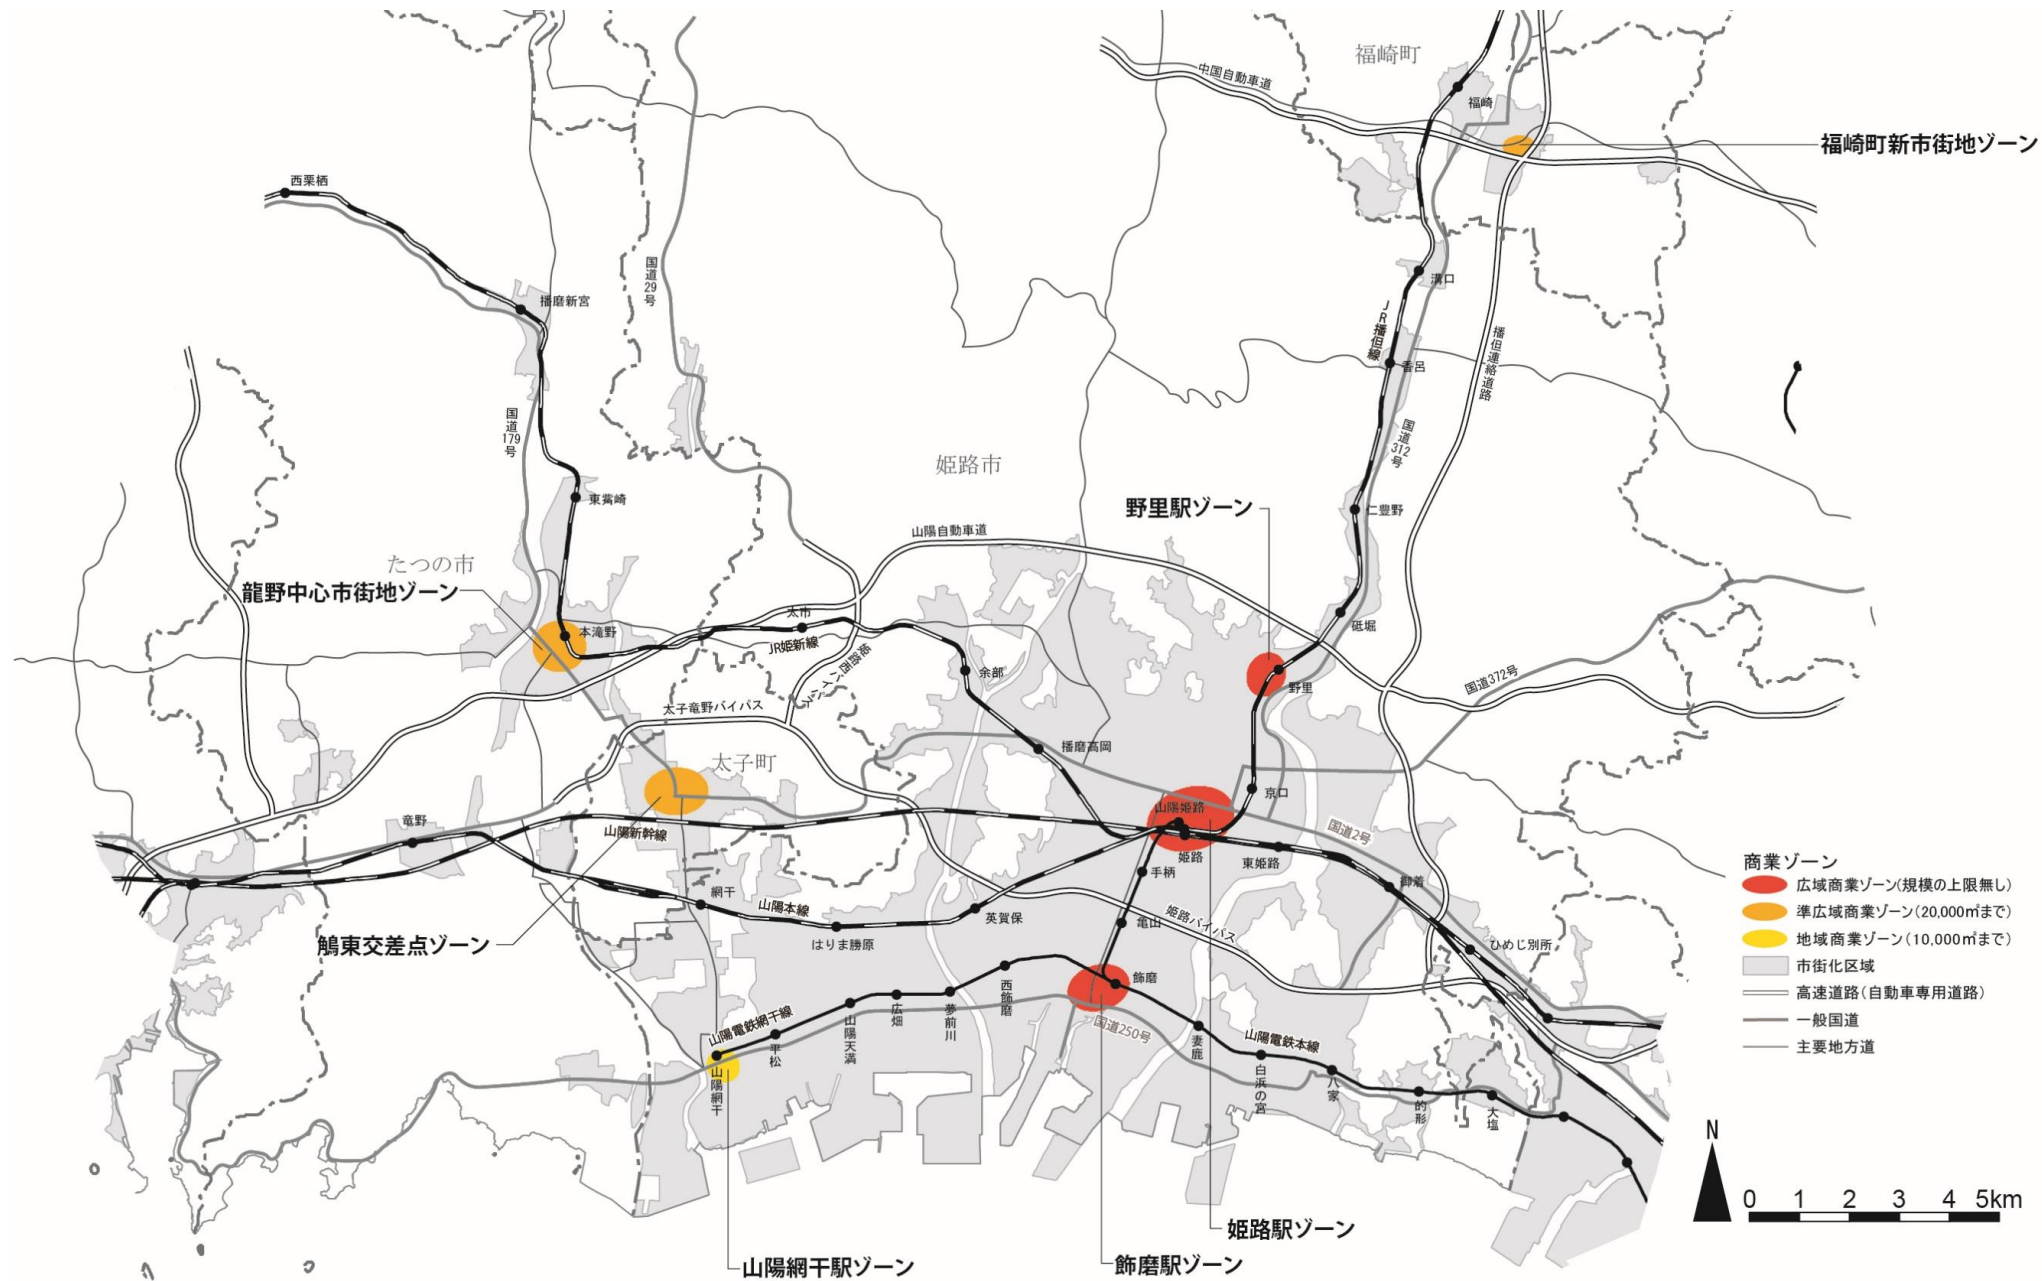 福崎町
中国自動車道
福崎
福崎町新市街地ゾーン
西栗栖
国道29号
溝口
播磨新宮
JR播但線
播但連絡道路
香呂
国道179号
国道312号
姫路市
東觜崎
野里駅ゾーン
仁豊野
山陽自動車道
たつの市
龍野中心市街地ゾーン
太市
本滝野
砥堀
JR姫新線
姫路西バイパス
余部
野里
国道372号
太子竜野バイパス
播磨高岡
太子町
京口
山陽姫路
竜野
山陽新幹線
国道2号
姫路
東姫路
手柄
御着
網干
山陽本線
英賀保
亀山
姫路バイパス
はりま勝原
鵤東交差点ゾーン
ひめじ別所
飾磨
西飾磨
広畑
夢前川
山陽天満
山陽電鉄網干線
平松
国道250号
妻鹿
山陽電鉄本線
白浜の宮
八家
的形
大塩
山陽網干
商業ゾーン
広域商業ゾーン(規模の上限無し)
準広域商業ゾーン(20,000㎡まで)
地域商業ゾーン(10,000㎡まで)
市街化区域
高速道路(自動車専用道路)
一般国道
主要地方道
N
0 1 2 3 4 5km
姫路駅ゾーン
飾磨駅ゾーン
山陽網干駅ゾーン